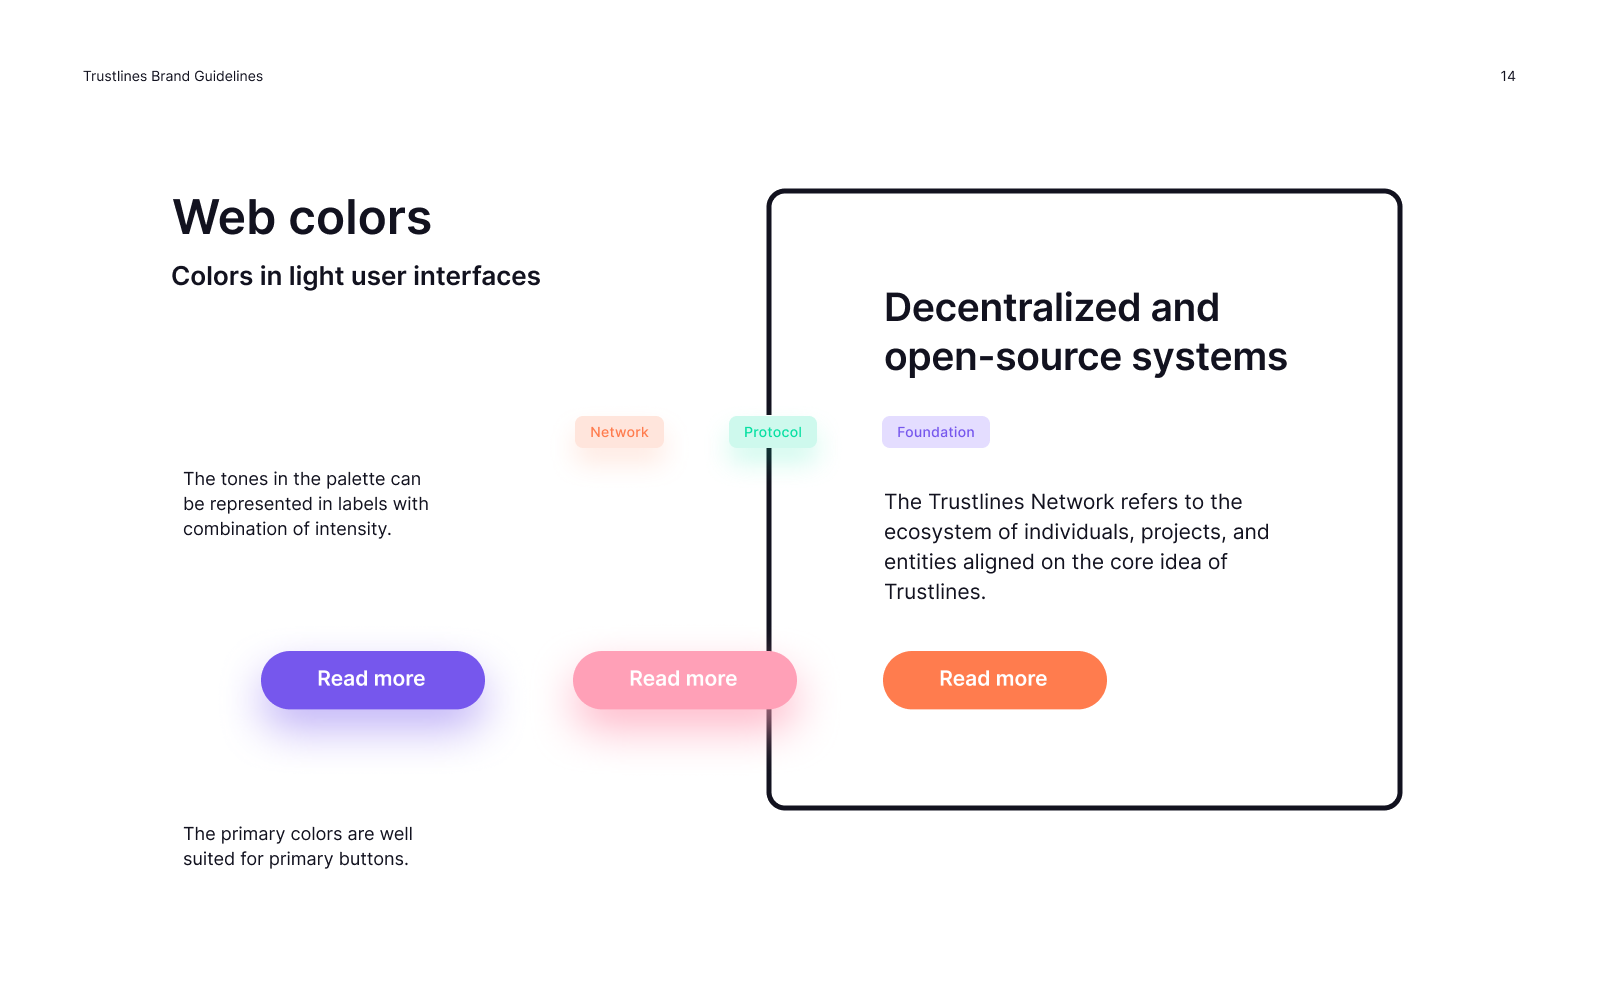 Trustlines Brand Guidelines
14
Web colors
Colors in light user interfaces
Decentralized and
open-source systems
Network
Protocol
Foundation
The tones in the palette can
be represented in labels with
combination of intensity.
The Trustlines Network refers to the
ecosystem of individuals, projects, and
entities aligned on the core idea of
Trustlines.
Read more
Read more
Read more
The primary colors are well
suited for primary buttons.